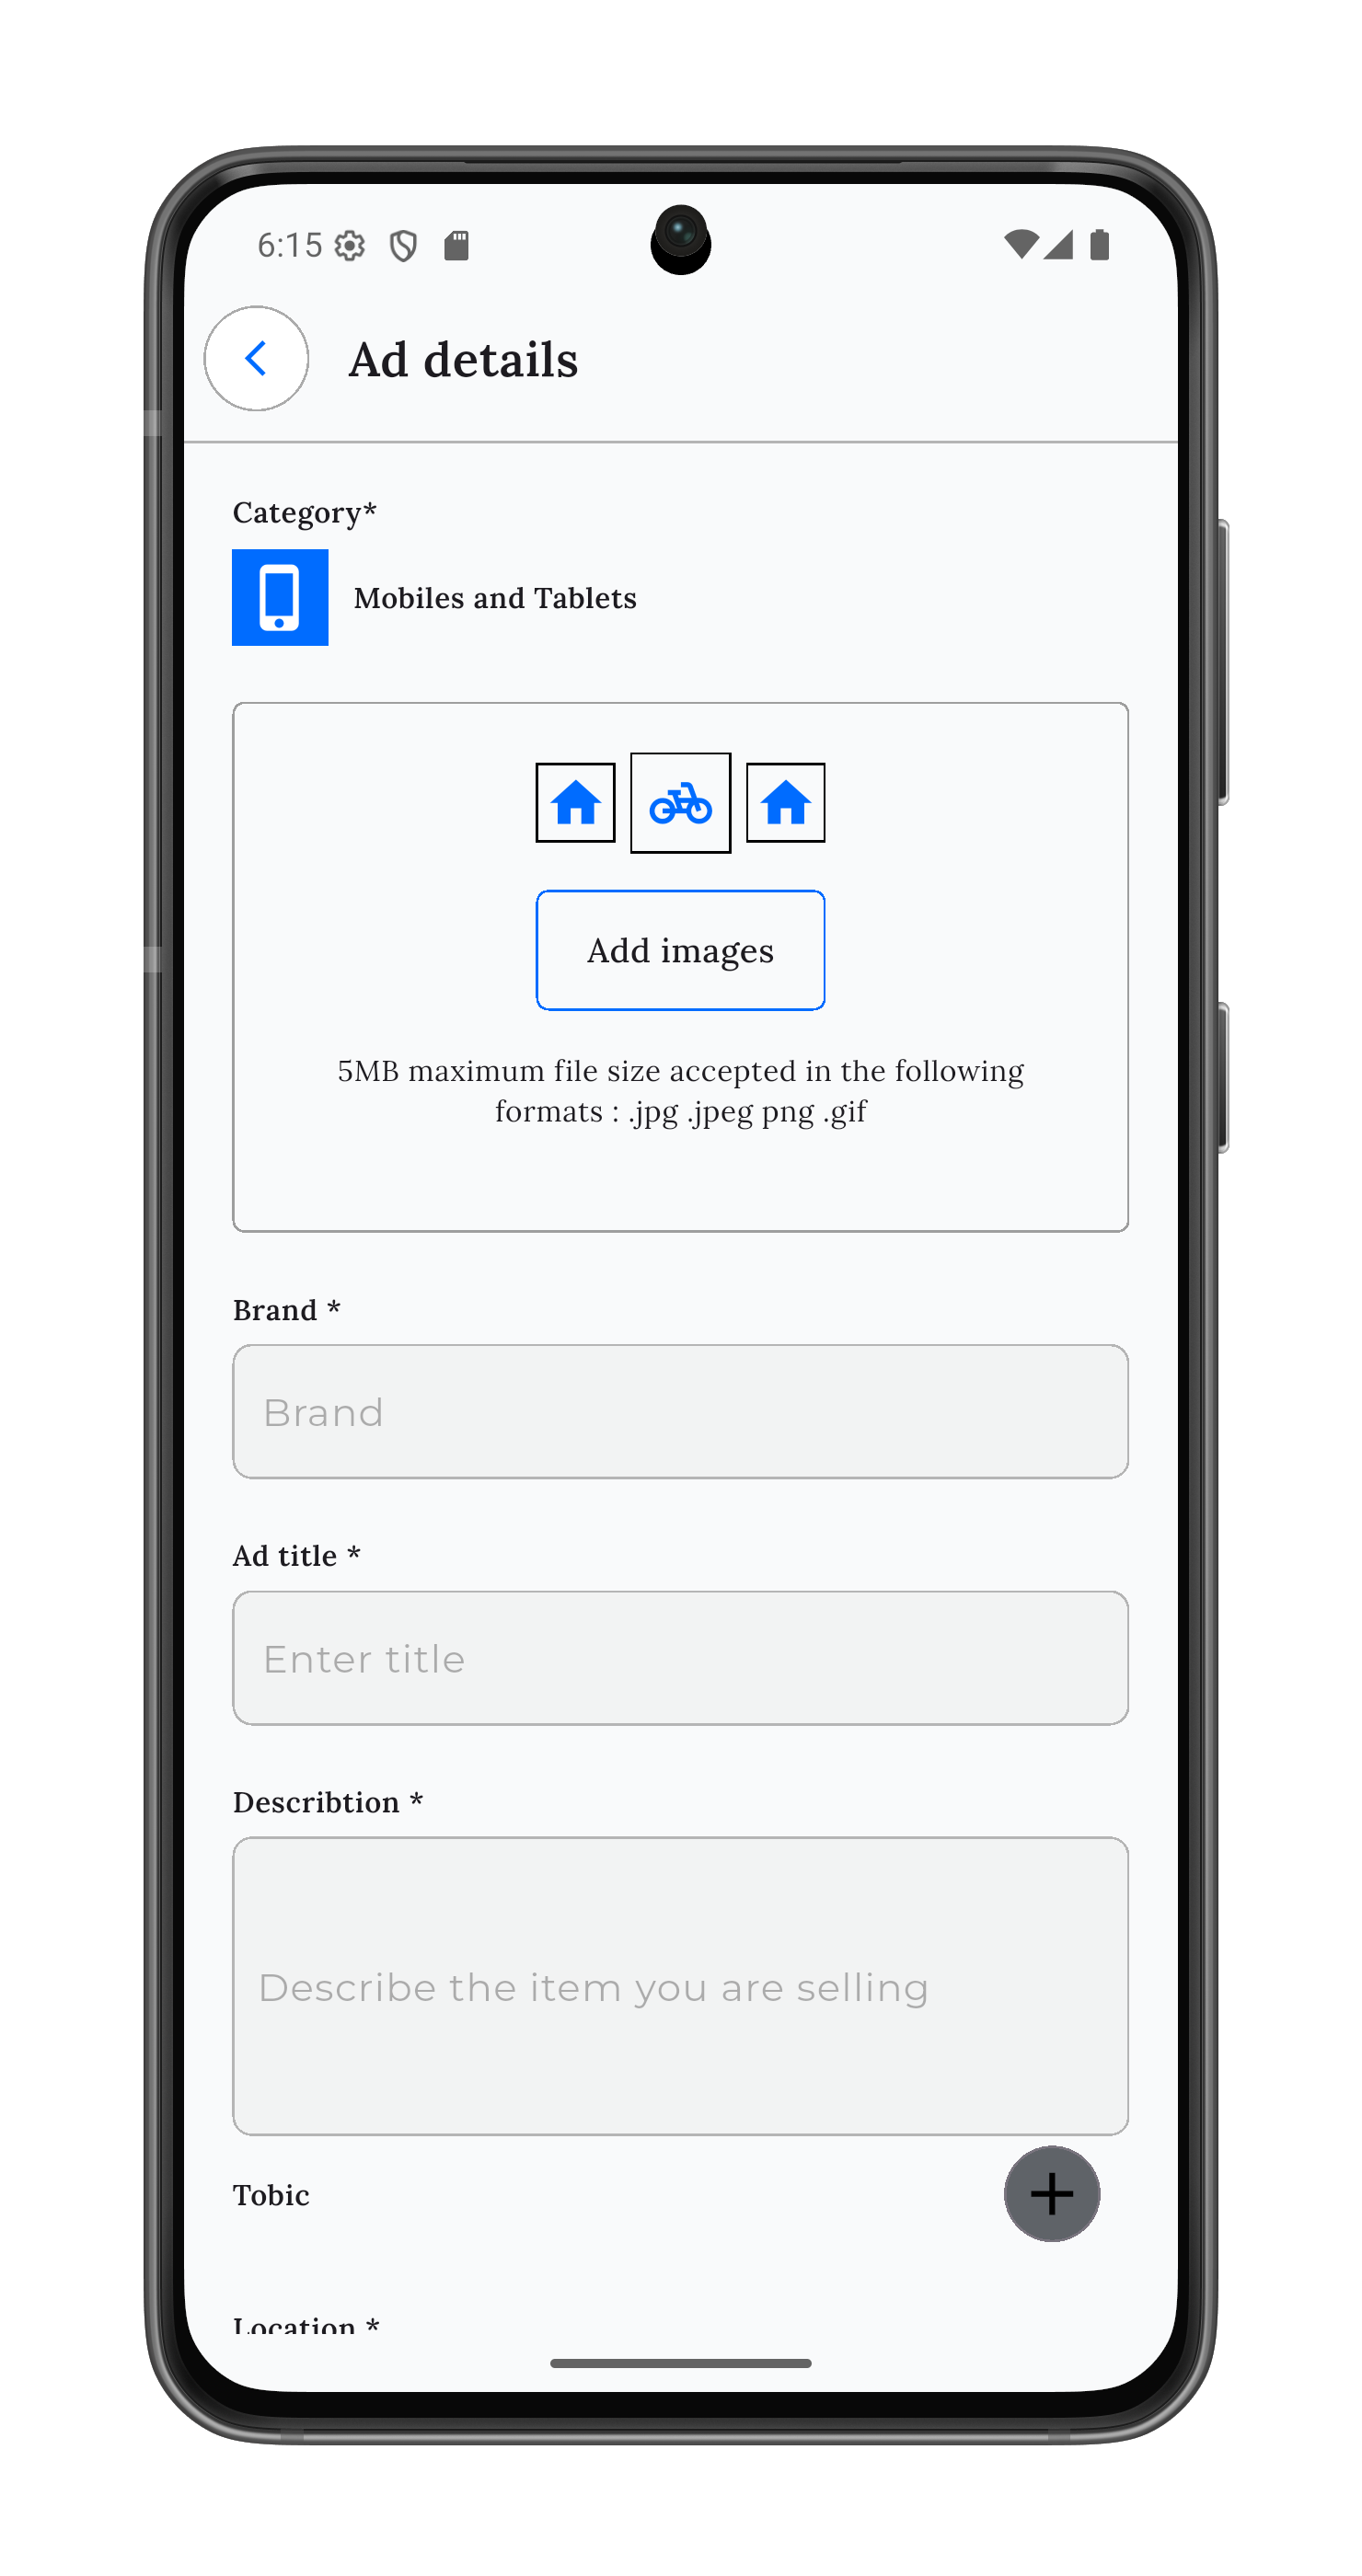 6:15
Ad details
Category*
Mobiles and Tablets
Add images
5MB maximum file size accepted in the following
formats : .jpg .jpeg png .gif
Brand *
Brand
Ad title *
Enter title
Describtion *
Describe the item you are selling
Tobic
Location *